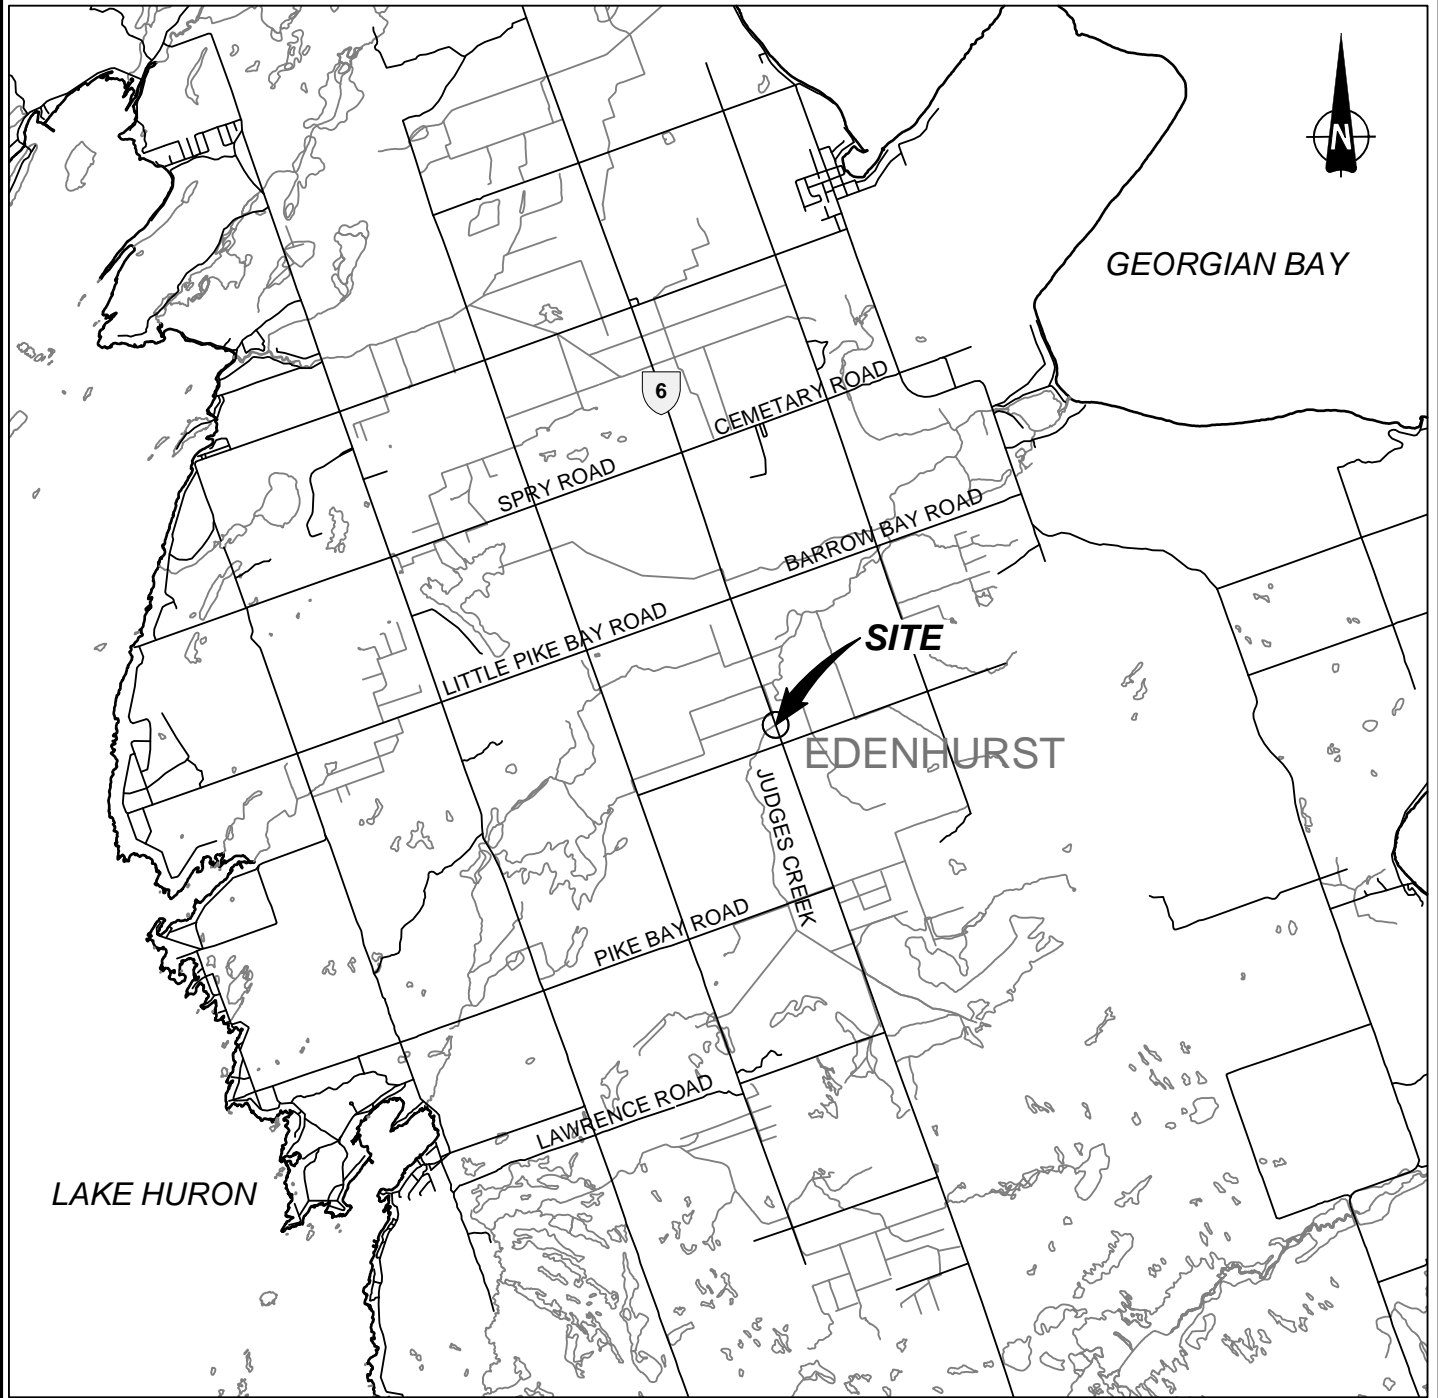 N
GEORGIAN BAY
6
CEMETARY ROAD
SPRY ROAD
BARROW BAY ROAD
LITTLE PIKE BAY ROAD
SITE
EDENHURST
JUDGES CREEK
PIKE BAY ROAD
LAWRENCE ROAD
LAKE HURON